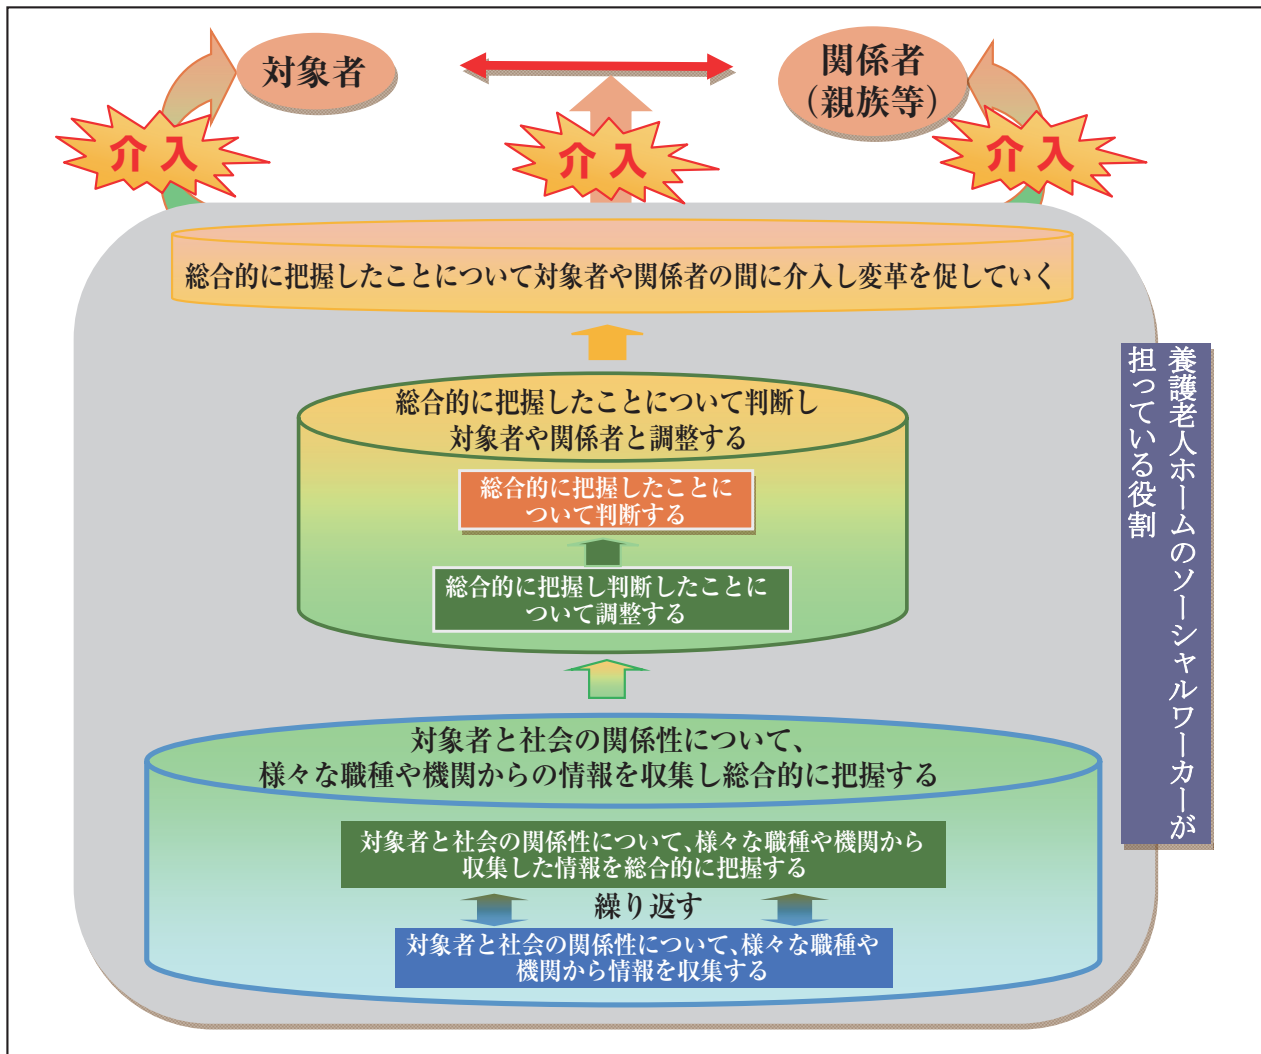 対象者
関係者
（親族等）
介入
介入
介入
総合的に把握したことについて対象者や関係者の間に介入し変革を促していく
総合的に把握したことについて判断し
対象者や関係者と調整する
総合的に把握したことに
ついて判断する
総合的に把握し判断したことに
ついて調整する
対象者と社会の関係性について、
様々な職種や機関からの情報を収集し総合的に把握する
対象者と社会の関係性について、様々な職種や機関から
収集した情報を総合的に把握する
繰り返す
対象者と社会の関係性について、様々な職種や
機関から情報を収集する
養護老人ホームのソーシャルワーカーが
担っている役割